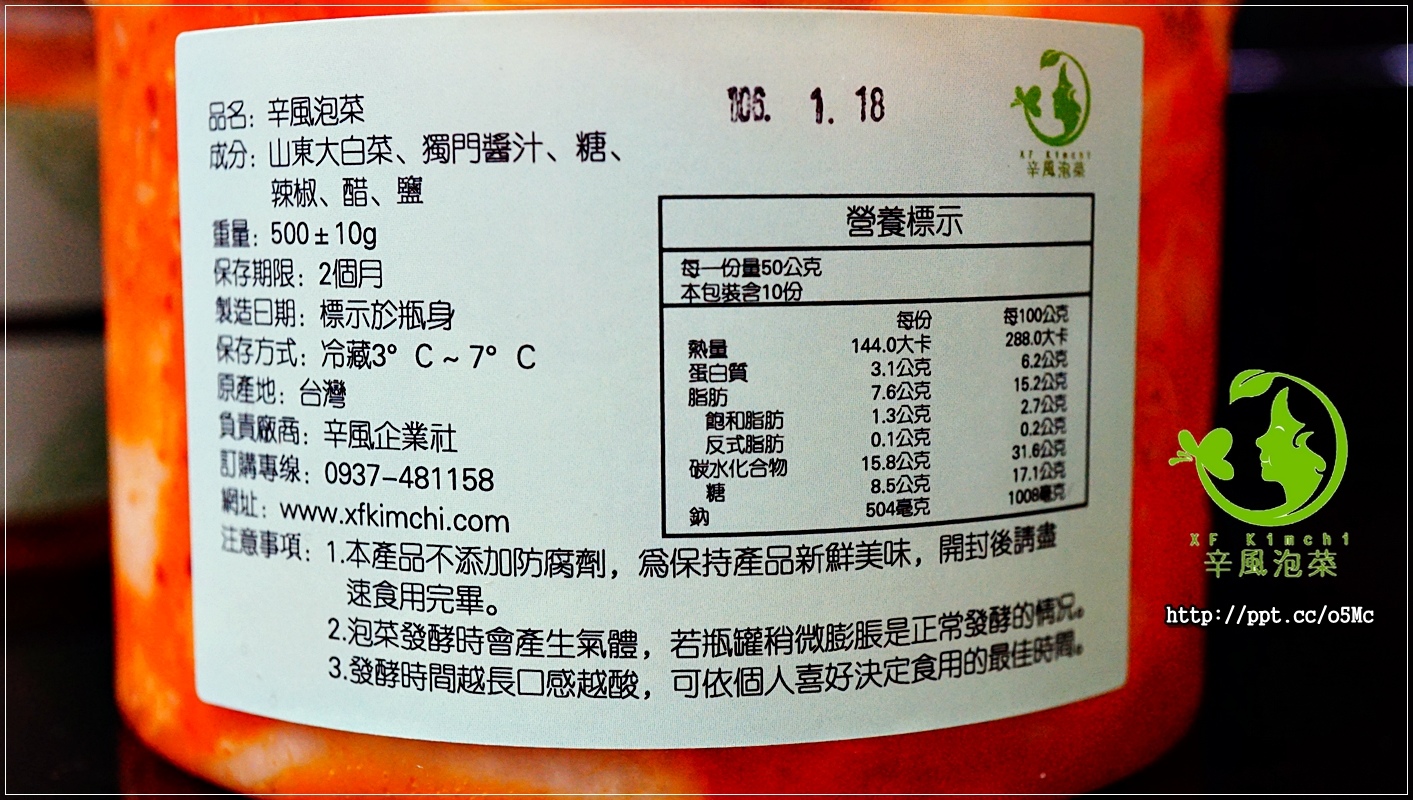 106. 1. 18
XF Kimchi
辛風泡菜
品名: 辛風泡菜
成分: 山東大白菜、獨門醬汁、糖、
辣椒、醋、鹽
重量: 500±10g
保存期限: 2個月
製造日期: 標示於瓶身
保存方式: 冷藏3° C ~ 7° C
原產地: 台灣
負責廠商: 辛風企業社
訂購專線: 0937-481158
網址: www.xfkimchi.com
注意事項: 1.本產品不添加防腐劑，為保持產品新鮮美味，開封後請盡
速食用完畢。
2.泡菜發酵時會產生氣體，若瓶罐稍微膨脹是正常發酵的情況。
3.發酵時間越長口感越酸，可依個人喜好決定食用的最佳時間。
營養標示
每一份量50公克
本包裝含10份
每份 每100公克
熱量 144.0大卡 288.0大卡
蛋白質 3.1公克 6.2公克
脂肪 7.6公克 15.2公克
飽和脂肪 1.3公克 2.7公克
反式脂肪 0.1公克 0.2公克
碳水化合物 15.8公克 31.6公克
糖 8.5公克 17.1公克
鈉 504毫克 1008毫克
XF Kimchi
辛風泡菜
http://ppt.cc/o5Mc